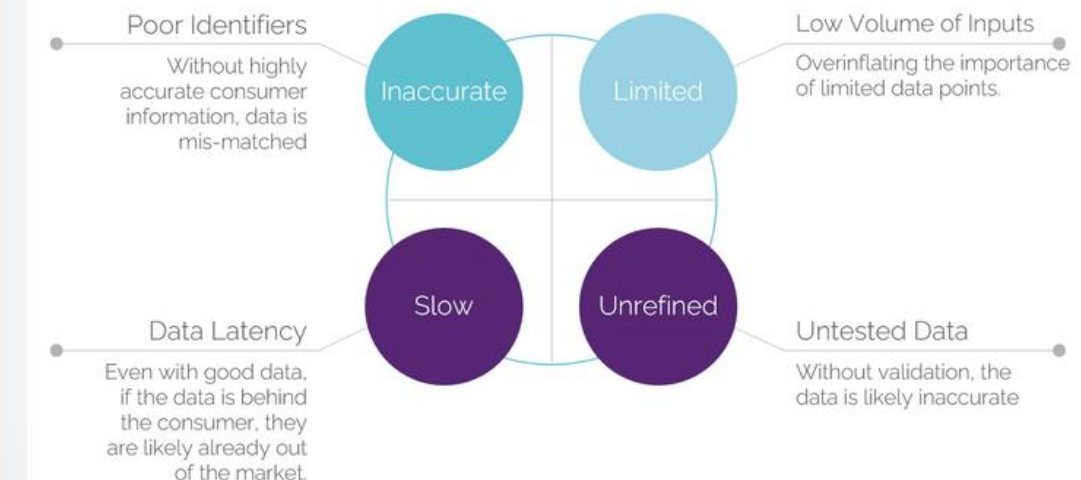 Poor Identifiers
Without highly
accurate consumer
information, data is
mis-matched
Inaccurate
Limited
Low Volume of Inputs
Overinflating the importance
of limited data points.
Slow
Unrefined
Data Latency
Even with good data,
if the data is behind
the consumer, they
are likely already out
of the market.
Untested Data
Without validation, the
data is likely inaccurate